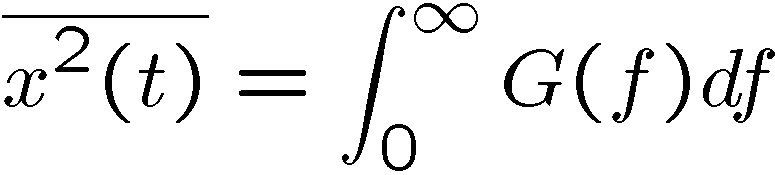 $\overline{x^2(t)} = \int_0^\infty G(f)df$